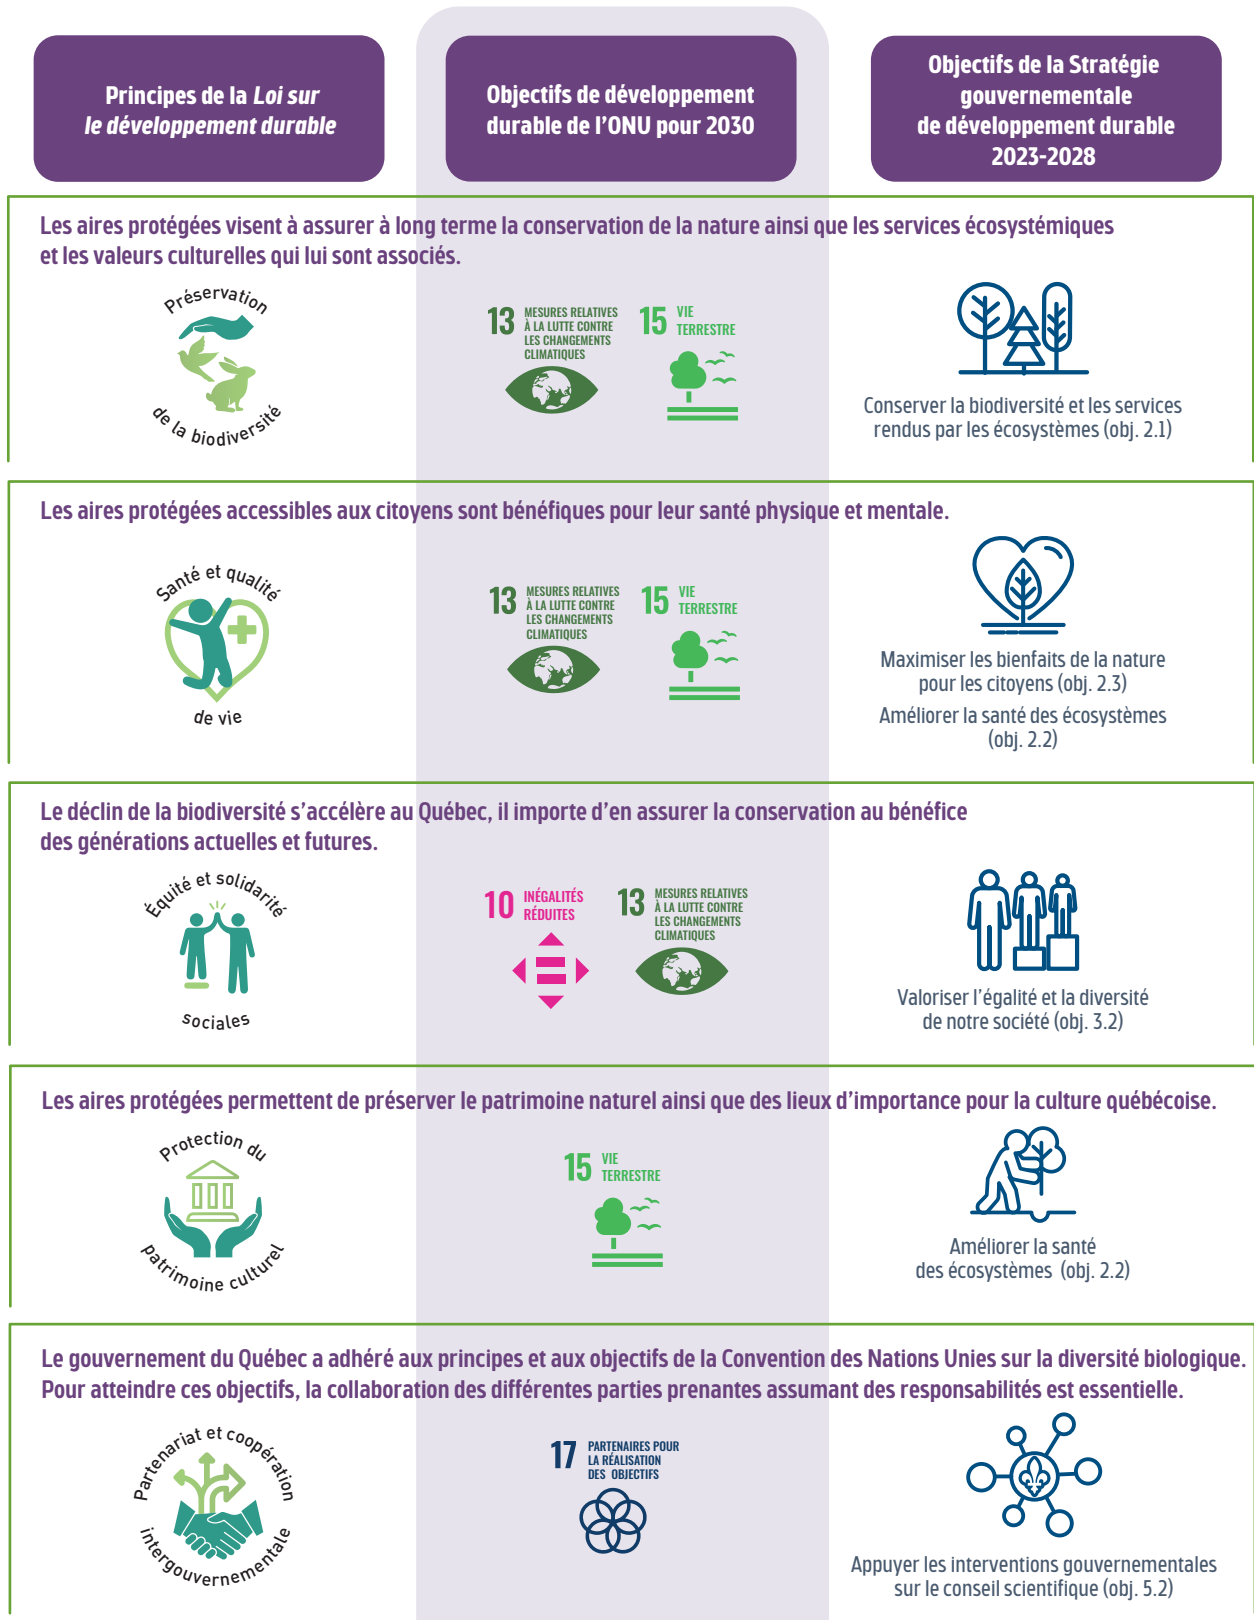 Principes de la Loi sur
le développement durable
Objectifs de développement
durable de l’ONU pour 2030
Objectifs de la Stratégie
gouvernementale
de développement durable
2023-2028
Les aires protégées visent à assurer à long terme la conservation de la nature ainsi que les services écosystémiques
et les valeurs culturelles qui lui sont associés.
Préservation
de la biodiversité
13 MESURES RELATIVES
À LA LUTTE CONTRE
LES CHANGEMENTS
CLIMATIQUES
15 VIE
TERRESTRE
Conserver la biodiversité et les services
rendus par les écosystèmes (obj. 2.1)
Les aires protégées accessibles aux citoyens sont bénéfiques pour leur santé physique et mentale.
Santé et qualité
de vie
13 MESURES RELATIVES
À LA LUTTE CONTRE
LES CHANGEMENTS
CLIMATIQUES
15 VIE
TERRESTRE
Maximiser les bienfaits de la nature
pour les citoyens (obj. 2.3)
Améliorer la santé des écosystèmes
(obj. 2.2)
Le déclin de la biodiversité s’accélère au Québec, il importe d’en assurer la conservation au bénéfice
des générations actuelles et futures.
Équité et solidarité
sociales
10 INÉGALITÉS
RÉDUITES
13 MESURES RELATIVES
À LA LUTTE CONTRE
LES CHANGEMENTS
CLIMATIQUES
Valoriser l’égalité et la diversité
de notre société (obj. 3.2)
Les aires protégées permettent de préserver le patrimoine naturel ainsi que des lieux d’importance pour la culture québécoise.
Protection du
patrimoine culturel
15 VIE
TERRESTRE
Améliorer la santé
des écosystèmes (obj. 2.2)
Le gouvernement du Québec a adhéré aux principes et aux objectifs de la Convention des Nations Unies sur la diversité biologique.
Pour atteindre ces objectifs, la collaboration des différentes parties prenantes assumant des responsabilités est essentielle.
Partenariat et coopération
intergouvernementale
17 PARTENAIRES POUR
LA RÉALISATION
DES OBJECTIFS
Appuyer les interventions gouvernementales
sur le conseil scientifique (obj. 5.2)